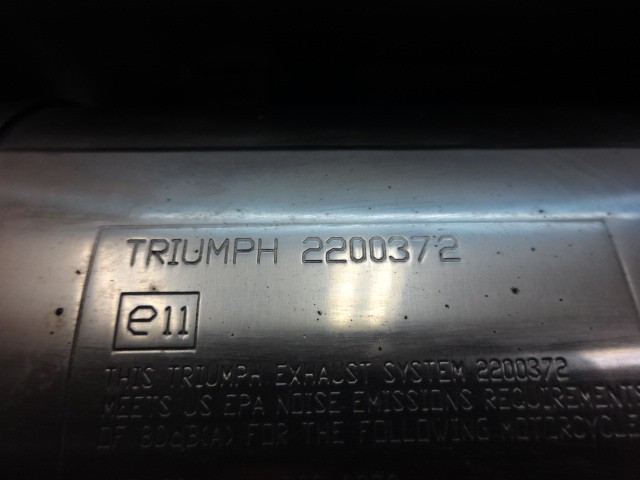 TRIUMPH 2200372
e11
THIS TRIUMPH EXHAUST SYSTEM 2200372
MEETS US EPA NOISE EMISSIONS REQUIREMENTS
OF 80dB(A) FOR THE FOLLOWING MOTORCYCLE